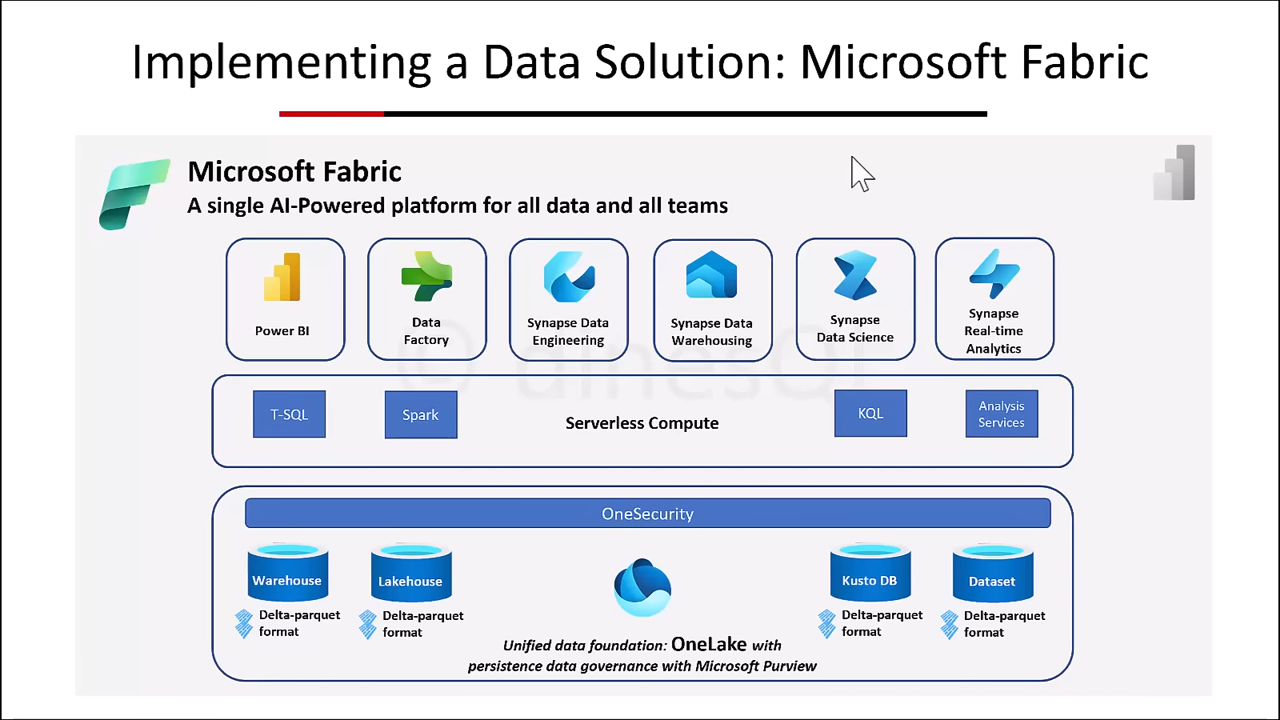 Implementing a Data Solution: Microsoft Fabric
Microsoft Fabric
A single AI-Powered platform for all data and all teams
Power BI
Data
Factory
Synapse Data
Engineering
Synapse Data
Warehousing
Synapse
Data Science
Synapse
Real-time
Analytics
T-SQL
Spark
Serverless Compute
KQL
Analysis
Services
OneSecurity
Warehouse
Lakehouse
Kusto DB
Dataset
Delta-parquet
format
Delta-parquet
format
Delta-parquet
format
Delta-parquet
format
Unified data foundation: OneLake with
persistence data governance with Microsoft Purview